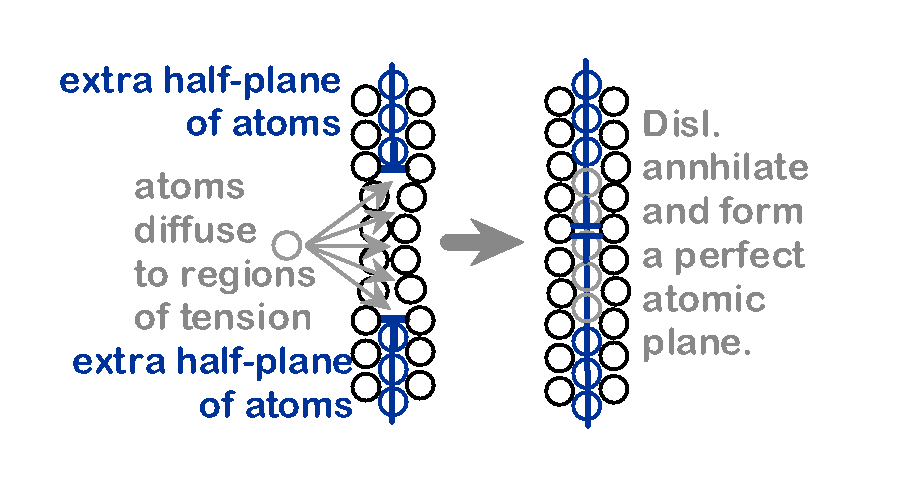 extra half-plane
of atoms
atoms
diffuse
to regions
of tension
extra half-plane
of atoms
Disl.
annhilate
and form
a perfect
atomic
plane.